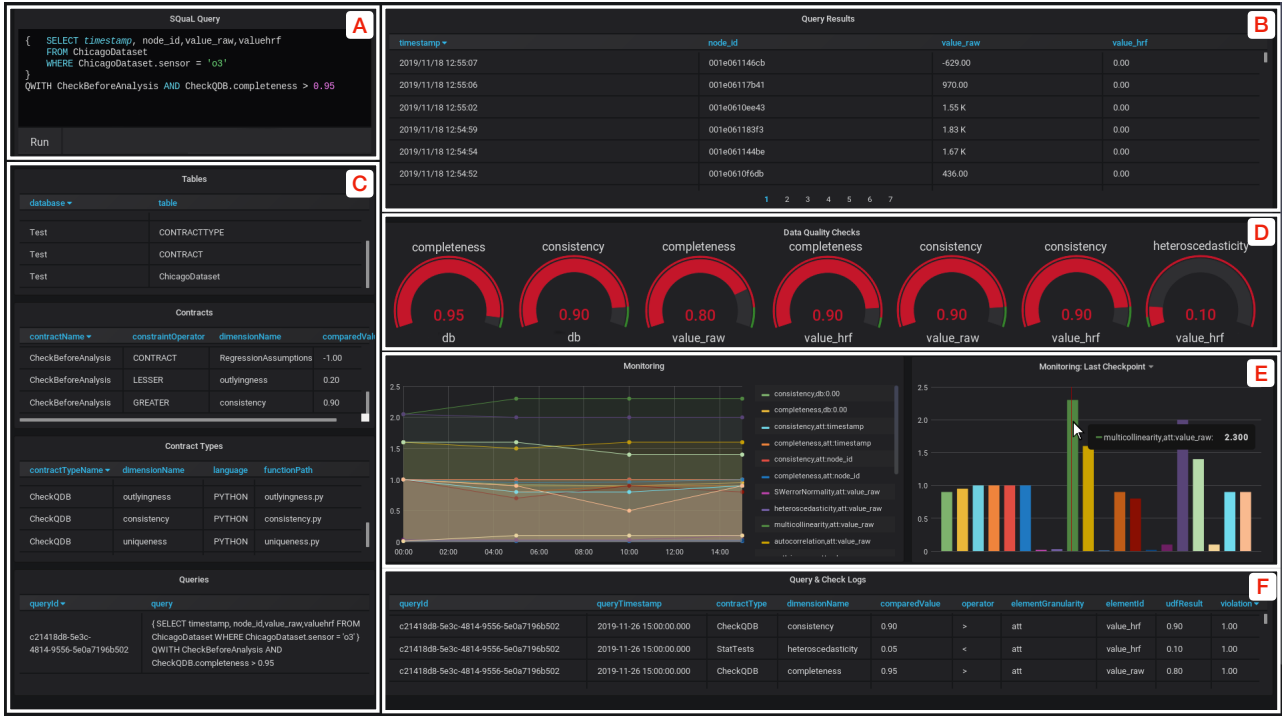 SQuaL Query
A
{ SELECT timestamp, node_id,value_raw,valuehrf
FROM ChicagoDataset
WHERE ChicagoDataset.sensor = 'o3'
}
QWITH CheckBeforeAnalysis AND CheckQDB.completeness > 0.95
Run
Query Results
B
timestamp node_id value_raw value_hrf
2019/11/18 12:55:07 001e061146cb -629.00 0.00
2019/11/18 12:55:06 001e06117b41 970.00 0.00
2019/11/18 12:55:02 001e0610ee43 1.55 K 0.00
2019/11/18 12:54:59 001e061183f3 1.83 K 0.00
2019/11/18 12:54:54 001e061144be 1.67 K 0.00
2019/11/18 12:54:52 001e0610f6db 436.00 0.00
1 2 3 4 5 6 7
Tables
C
database table
Test CONTRACTTYPE
Test CONTRACT
Test ChicagoDataset
Contracts
contractName constraintOperator dimensionName comparedValu
CheckBeforeAnalysis CONTRACT RegressionAssumptions -1.00
CheckBeforeAnalysis LESSER outlyingness 0.20
CheckBeforeAnalysis GREATER consistency 0.90
Contract Types
contractTypeName dimensionName language functionPath
CheckQDB outlyingness PYTHON outlyingness.py
CheckQDB consistency PYTHON consistency.py
CheckQDB uniqueness PYTHON uniqueness.py
Queries
queryId query
c21418d8-5e3c-
4814-9556-5e0a7196b502
{ SELECT timestamp, node_id,value_raw,valuehrf FROM
ChicagoDataset WHERE ChicagoDataset.sensor = 'o3' }
QWITH CheckBeforeAnalysis AND
CheckQDB.completeness > 0.95
Data Quality Checks
D
completeness consistency completeness completeness consistency consistency heteroscedasticity
0.95 0.90 0.80 0.90 0.90 0.90 0.10
db db value_raw value_hrf value_raw value_hrf value_hrf
Monitoring
2.5
2.0
1.5
1.0
0.5
0
00:00 02:00 04:00 06:00 08:00 10:00 12:00 14:00
consistency,db:0.00
completeness,db:0.00
consistency,att:timestamp
completeness,att:timestamp
consistency,att:node_id
completeness,att:node_id
SWerrorNormality,att:value_raw
heteroscedasticity,att:value_raw
multicollinearity,att:value_raw
autocorrelation,att:value_raw
Monitoring: Last Checkpoint
E
2.5
2.0
1.5
1.0
0.5
0
multicollinearity,att:value_raw: 2.300
Query & Check Logs
F
queryId queryTimestamp contractType dimensionName comparedValue operator elementGranularity elementId udfResult violation
c21418d8-5e3c-4814-9556-5e0a7196b502 2019-11-26 15:00:00.000 CheckQDB consistency 0.90 > att value_hrf 0.90 1.00
c21418d8-5e3c-4814-9556-5e0a7196b502 2019-11-26 15:00:00.000 StatTests heteroscedasticity 0.05 < att value_hrf 0.10 1.00
c21418d8-5e3c-4814-9556-5e0a7196b502 2019-11-26 15:00:00.000 CheckQDB completeness 0.95 > att value_raw 0.80 1.00